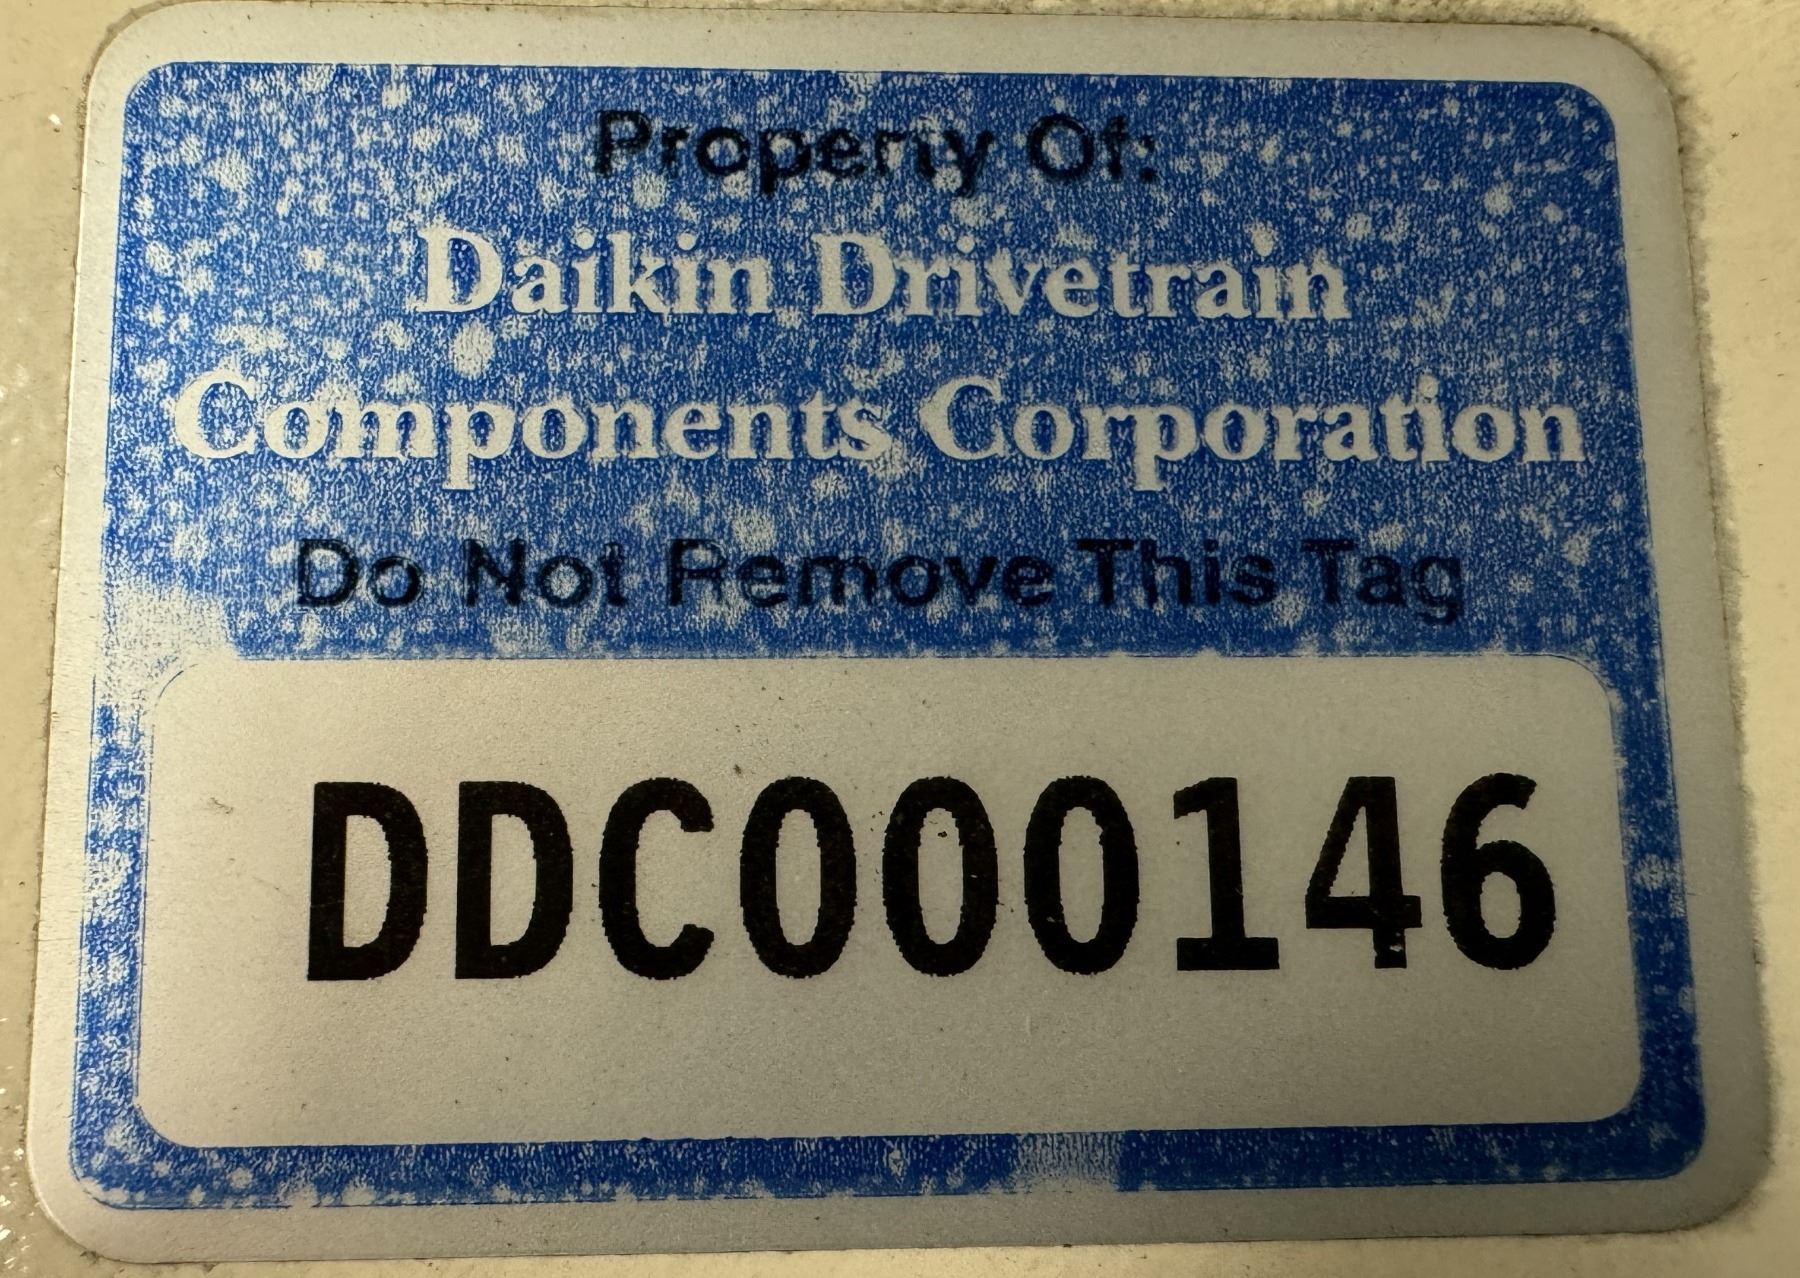 Property Of:
Daikin Drivetrain
Components Corporation
Do Not Remove This Tag
DDC000146